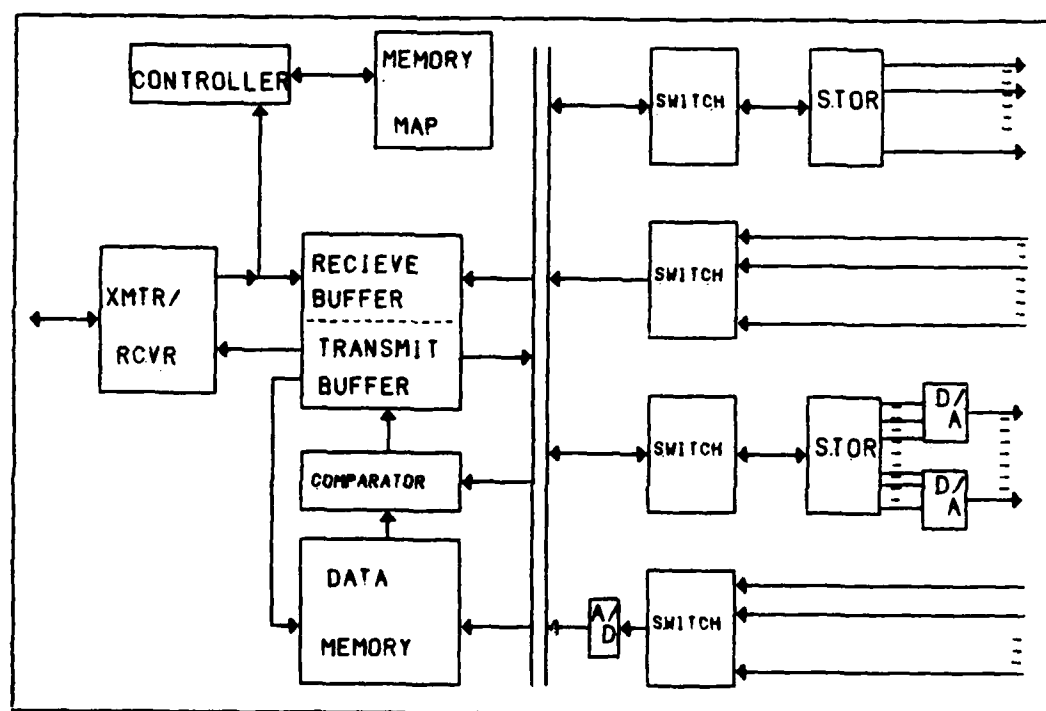 CONTROLLER
MEMORY
MAP
SWITCH
S.TOR
XMTR/
RCVR
RECIEVE
BUFFER
TRANSMIT
BUFFER
SWITCH
COMPARATOR
SWITCH
S.TOR
D/
A
D/
A
DATA
MEMORY
A/
D
SWITCH